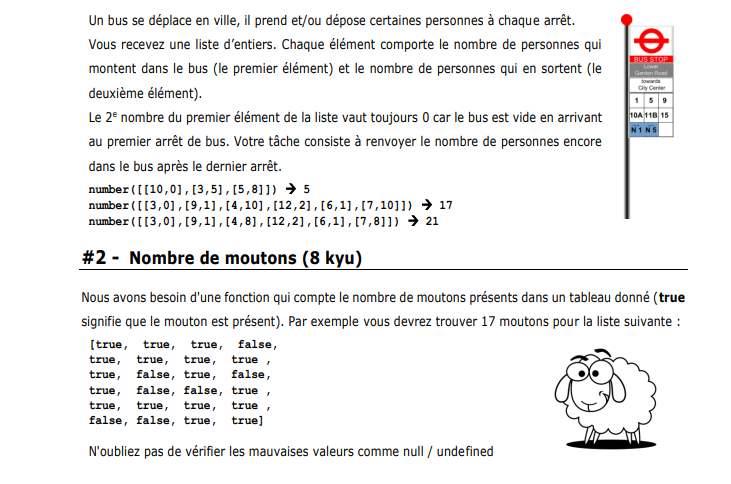 Un bus se déplace en ville, il prend et/ou dépose certaines personnes à chaque arrêt.
Vous recevez une liste d'entiers. Chaque élément comporte le nombre de personnes qui
montent dans le bus (le premier élément) et le nombre de personnes qui en sortent (le
deuxième élément).
Le 2e nombre du premier élément de la liste vaut toujours 0 car le bus est vide en arrivant
au premier arrêt de bus. Votre tâche consiste à renvoyer le nombre de personnes encore
dans le bus après le dernier arrêt.
number([[10,0],[3,5],[5,8]]) → 5
number([[3,0],[9,1],[4,10],[12,2],[6,1],[7,10]]) → 17
number([[3,0],[9,1],[4,8],[12,2],[6,1],[7,8]]) → 21
BUS STOP
Lower
Garden Road
towards
City Center
1 5 9
10A 11B 15
N1 N5
#2 - Nombre de moutons (8 kyu)
Nous avons besoin d'une fonction qui compte le nombre de moutons présents dans un tableau donné (true
signifie que le mouton est présent). Par exemple vous devrez trouver 17 moutons pour la liste suivante :
[true, true, true, false,
true, true, true, true ,
true, false, true, false,
true, false, false, true ,
true, true, true, true ,
false, false, true, true]
N'oubliez pas de vérifier les mauvaises valeurs comme null / undefined